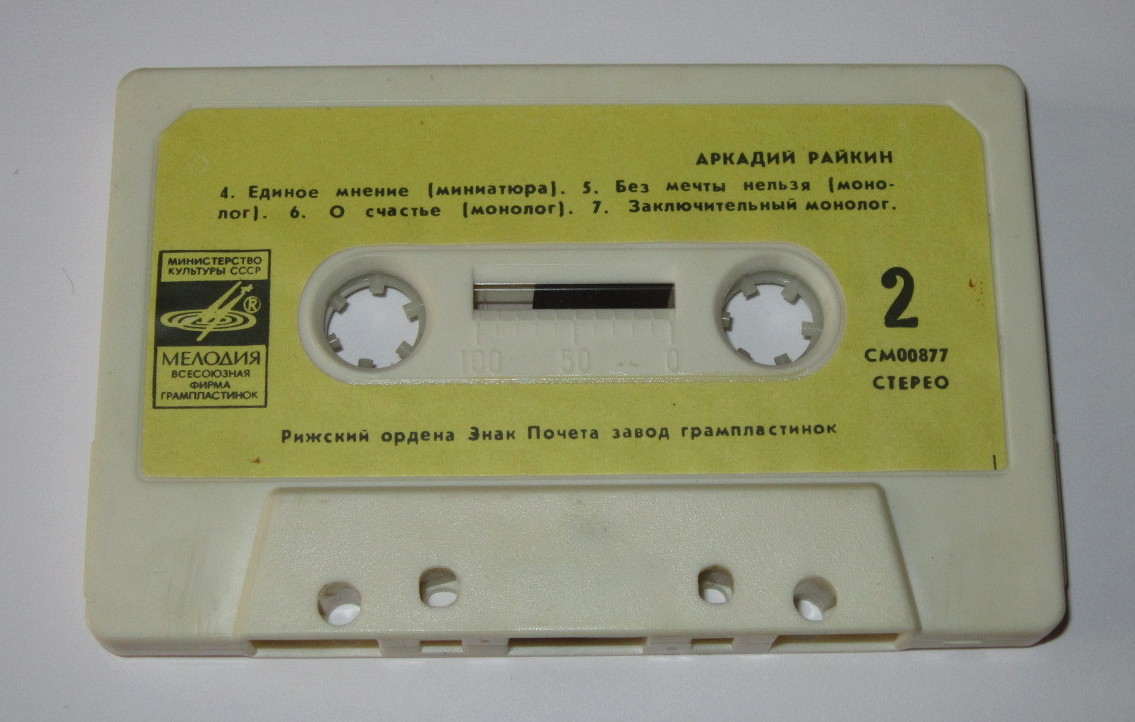 АРКАДИЙ РАЙКИН
4. Единое мнение (миниатюра). 5. Без мечты нельзя (моно-
лог). 6. О счастье (монолог). 7. Заключительный монолог.
МИНИСТЕРСТВО
КУЛЬТУРЫ СССР
®
МЕЛОДИЯ
ВСЕСОЮЗНАЯ
ФИРМА
ГРАМПЛАСТИНОК
2
СМ00877
СТЕРЕО
100 50 0
Рижский ордена Знак Почета завод грампластинок